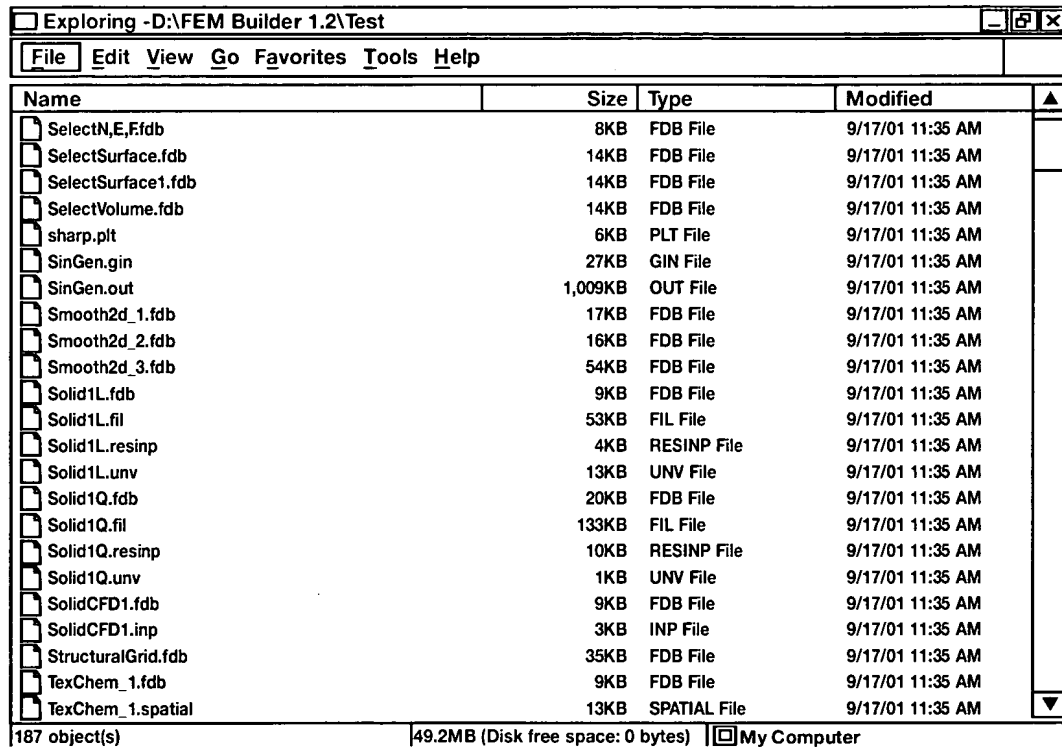 Exploring -D:\FEM Builder 1.2\Test
File Edit View Go Favorites Tools Help
Name Size Type Modified
SelectN,E,F.fdb 8KB FDB File 9/17/01 11:35 AM
SelectSurface.fdb 14KB FDB File 9/17/01 11:35 AM
SelectSurface1.fdb 14KB FDB File 9/17/01 11:35 AM
SelectVolume.fdb 14KB FDB File 9/17/01 11:35 AM
sharp.plt 6KB PLT File 9/17/01 11:35 AM
SinGen.gin 27KB GIN File 9/17/01 11:35 AM
SinGen.out 1,009KB OUT File 9/17/01 11:35 AM
Smooth2d_1.fdb 17KB FDB File 9/17/01 11:35 AM
Smooth2d_2.fdb 16KB FDB File 9/17/01 11:35 AM
Smooth2d_3.fdb 54KB FDB File 9/17/01 11:35 AM
Solid1L.fdb 9KB FDB File 9/17/01 11:35 AM
Solid1L.fil 53KB FIL File 9/17/01 11:35 AM
Solid1L.resinp 4KB RESINP File 9/17/01 11:35 AM
Solid1L.unv 13KB UNV File 9/17/01 11:35 AM
Solid1Q.fdb 20KB FDB File 9/17/01 11:35 AM
Solid1Q.fil 133KB FIL File 9/17/01 11:35 AM
Solid1Q.resinp 10KB RESINP File 9/17/01 11:35 AM
Solid1Q.unv 1KB UNV File 9/17/01 11:35 AM
SolidCFD1.fdb 9KB FDB File 9/17/01 11:35 AM
SolidCFD1.inp 3KB INP File 9/17/01 11:35 AM
StructuralGrid.fdb 35KB FDB File 9/17/01 11:35 AM
TexChem_1.fdb 9KB FDB File 9/17/01 11:35 AM
TexChem_1.spatial 13KB SPATIAL File 9/17/01 11:35 AM
187 object(s) 49.2MB (Disk free space: 0 bytes) My Computer